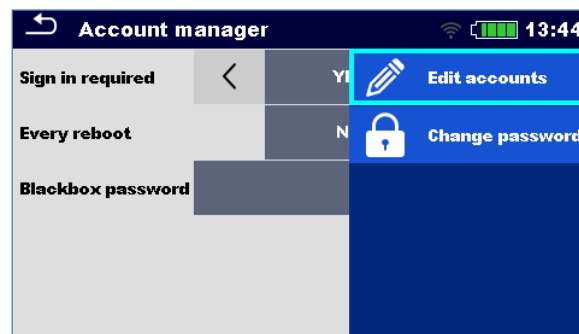 Account manager 13:44
Sign in required
Edit accounts
Every reboot
Change password
Blackbox password